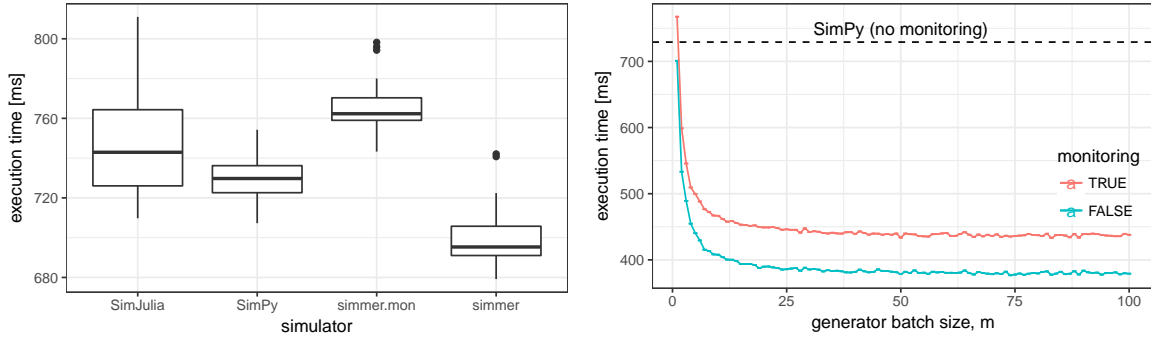 execution time [ms]
800
760
720
680
SimJulia
SimPy
simmer.mon
simmer
simulator
execution time [ms]
700
600
500
400
SimPy (no monitoring)
monitoring
a TRUE
a FALSE
0
25
50
75
100
generator batch size, m